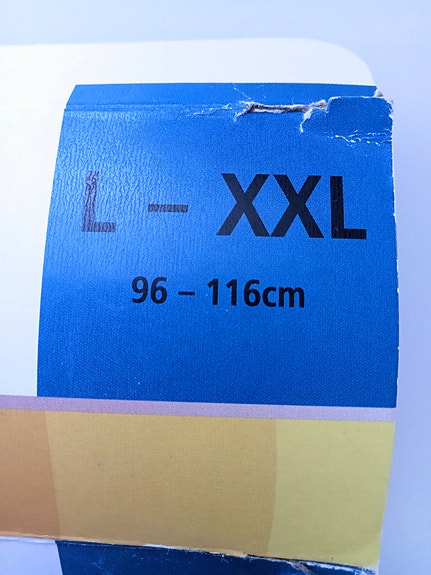 L – XXL
96 – 116cm